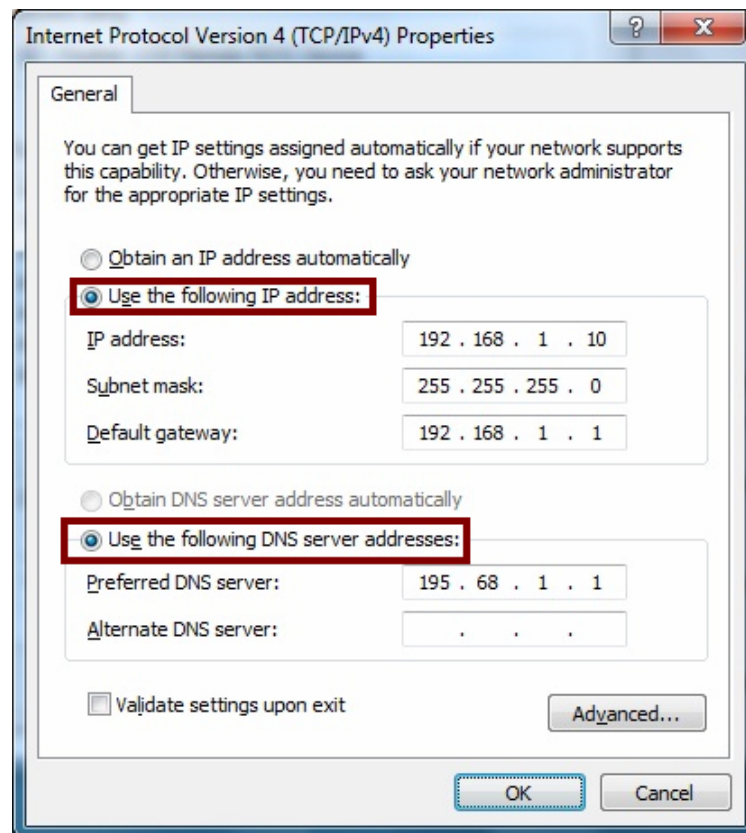 Internet Protocol Version 4 (TCP/IPv4) Properties
General
You can get IP settings assigned automatically if your network supports
this capability. Otherwise, you need to ask your network administrator
for the appropriate IP settings.
Obtain an IP address automatically
Use the following IP address:
IP address: 192 . 168 . 1 . 10
Subnet mask: 255 . 255 . 255 . 0
Default gateway: 192 . 168 . 1 . 1
Obtain DNS server address automatically
Use the following DNS server addresses:
Preferred DNS server: 195 . 68 . 1 . 1
Alternate DNS server: . . .
Validate settings upon exit
Advanced...
OK Cancel